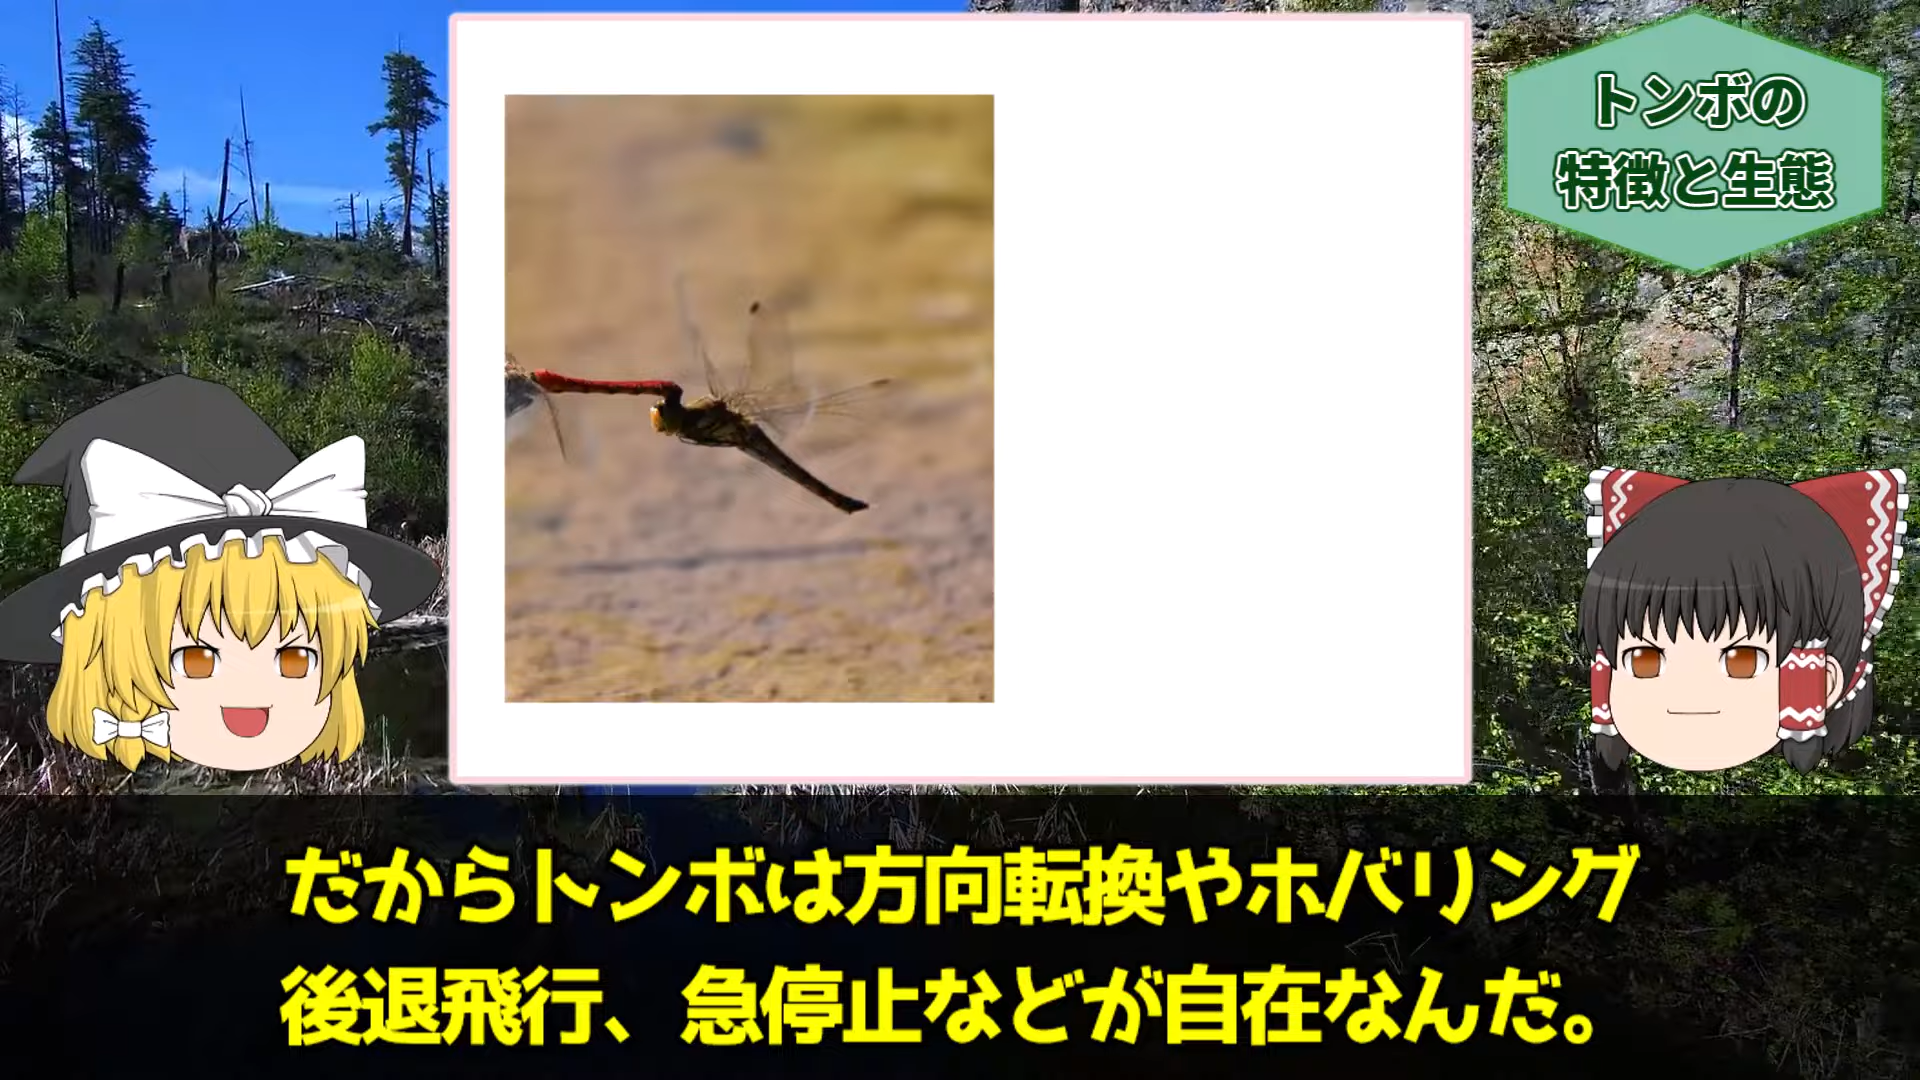 トンボの
特徴と生態
だからトンボは方向転換やホバリング
後退飛行、急停止などが自在なんだ。